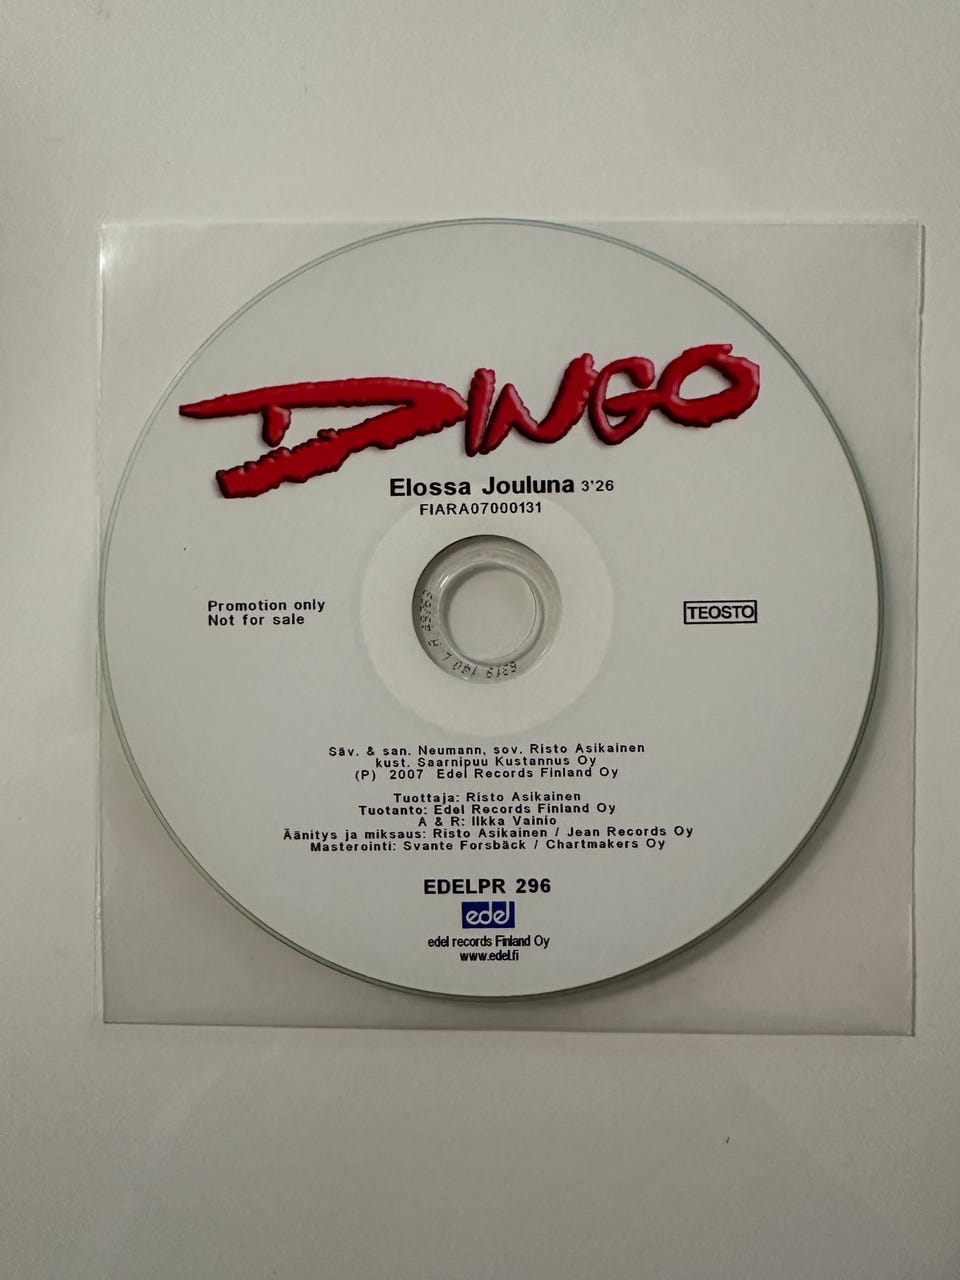 DINGO
Elossa Jouluna 3'26
FIARA07000131
Promotion only
Not for sale
TEOSTO
Säv. & san. Neumann, sov. Risto Asikainen
kust. Saarnipuu Kustannus Oy
(P) 2007 Edel Records Finland Oy
Tuottaja: Risto Asikainen
Tuotanto: Edel Records Finland Oy
A & R: Ilkka Vainio
Äänitys ja miksaus: Risto Asikainen / Jean Records Oy
Masterointi: Svante Forsbäck / Chartmakers Oy
EDELPR 296
edel
edel records Finland Oy
www.edel.fi